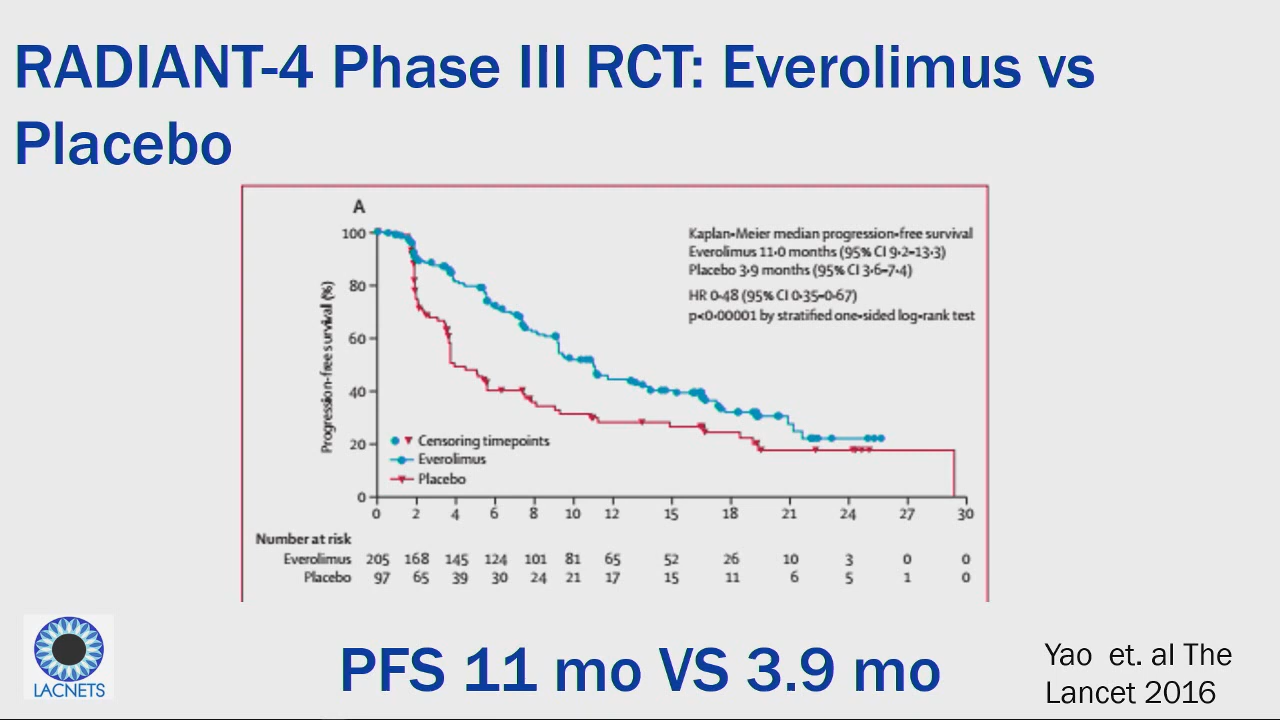 RADIANT-4 Phase III RCT: Everolimus vs
Placebo
A
Kaplan-Meier median progression-free survival
Everolimus 11·0 months (95% CI 9·2–13·3)
Placebo 3·9 months (95% CI 3·6–7·4)
HR 0·48 (95% CI 0·35–0·67)
p<0·00001 by stratified one-sided log-rank test
Progression-free survival (%)
100
80
60
40
20
0
Censoring timepoints
Everolimus
Placebo
0 2 4 6 8 10 12 15 18 21 24 27 30
Number at risk
Everolimus 205 168 145 124 101 81 65 52 26 10 3 0 0
Placebo 97 65 39 30 24 21 17 15 11 6 5 1 0
LACNETS
PFS 11 mo VS 3.9 mo
Yao et. al The
Lancet 2016